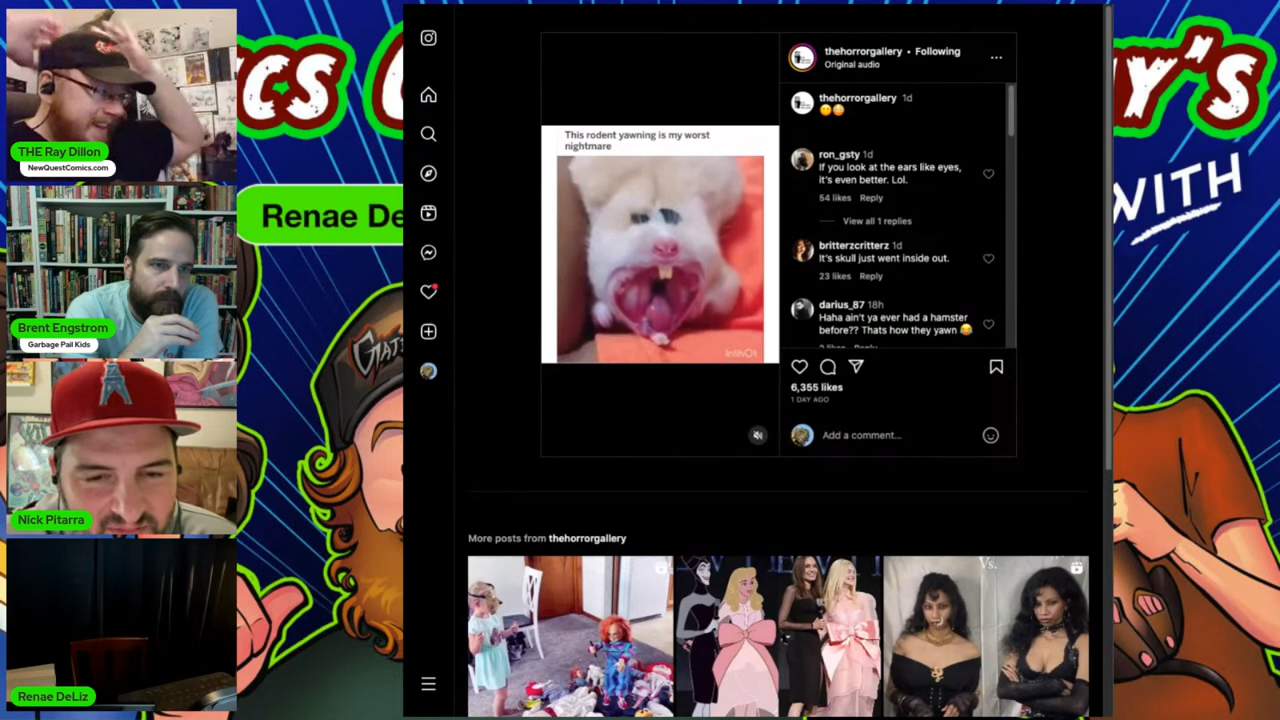 CS
Y'S
WITH
Renae De
THE Ray Dillon
NewQuestComics.com
Brent Engstrom
Garbage Pail Kids
Nick Pitarra
Renae DeLiz
This rodent yawning is my worst
nightmare
InShOt
thehorrorgallery • Following
Original audio
thehorrorgallery 1d
ron_gsty 1d
If you look at the ears like eyes,
it's even better. Lol.
54 likes Reply
View all 1 replies
britterzcritterz 1d
It's skull just went inside out.
23 likes Reply
darius_87 18h
Haha ain't ya ever had a hamster
before?? Thats how they yawn 😂
6,355 likes
1 DAY AGO
Add a comment...
More posts from thehorrorgallery
Vs.